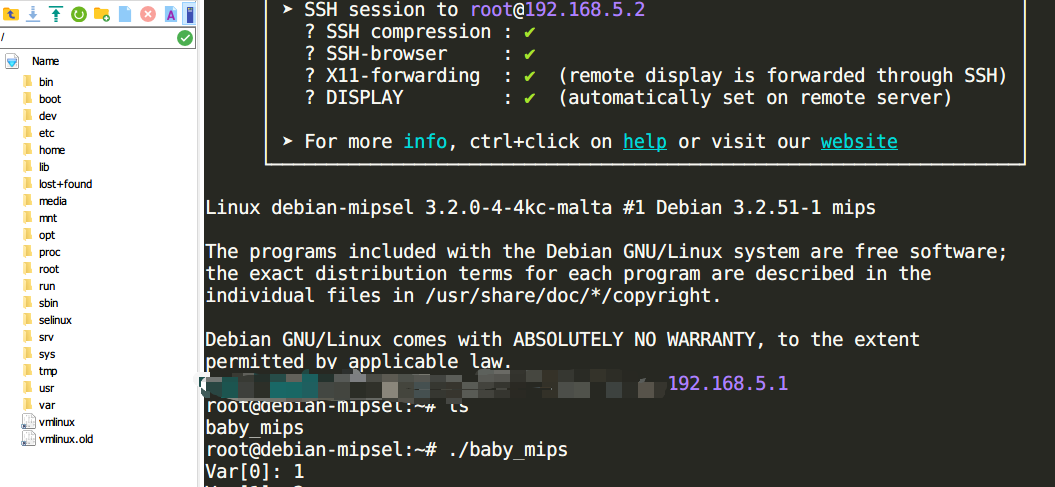 /
Name
bin
boot
dev
etc
home
lib
lost+found
media
mnt
opt
proc
root
run
sbin
selinux
srv
sys
tmp
usr
var
vmlinux
vmlinux.old
➤ SSH session to root@192.168.5.2
? SSH compression : ✔
? SSH-browser : ✔
? X11-forwarding : ✔ (remote display is forwarded through SSH)
? DISPLAY : ✔ (automatically set on remote server)
➤ For more info, ctrl+click on help or visit our website
Linux debian-mipsel 3.2.0-4-4kc-malta #1 Debian 3.2.51-1 mips
The programs included with the Debian GNU/Linux system are free software;
the exact distribution terms for each program are described in the
individual files in /usr/share/doc/*/copyright.
Debian GNU/Linux comes with ABSOLUTELY NO WARRANTY, to the extent
permitted by applicable law.
192.168.5.1
root@debian-mipsel:~# ls
baby_mips
root@debian-mipsel:~# ./baby_mips
Var[0]: 1